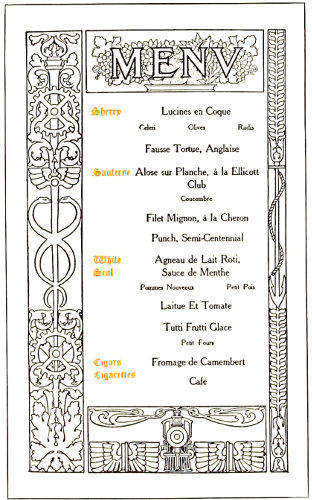 MENV
Sherry Lucines en Coque
Celeri Olives Radis
Fausse Tortue, Anglaise
Sauterne Alose sur Planche, á la Ellicott
Club
Coucombre
Filet Mignon, á la Cheron
Punch, Semi-Centennial
White Agneau de Lait Roti,
Seal Sauce de Menthe
Pommes Nouveaux Petit Pois
Laitue Et Tomate
Tutti Frutti Glace
Petit Fours
Cigars Fromage de Camembert
Cigarettes
Cafe